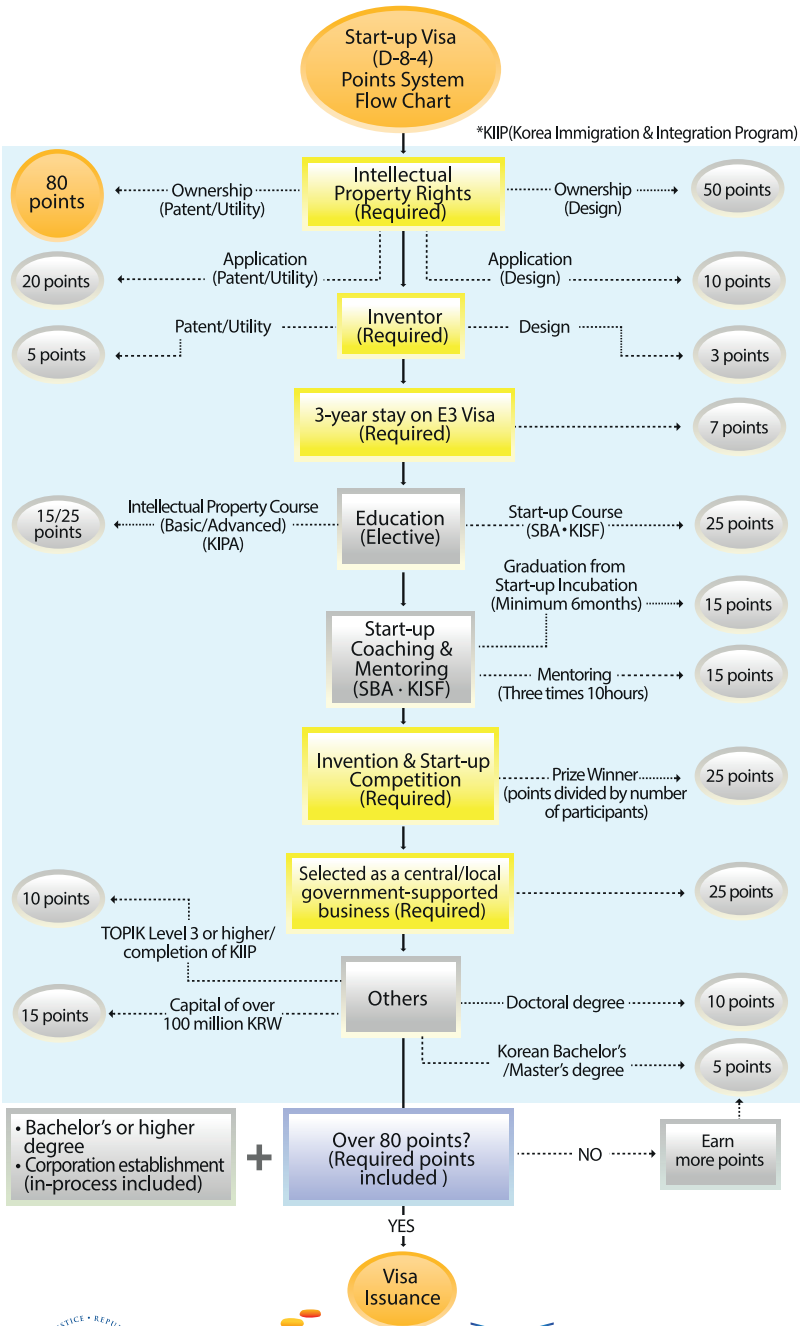 Start-up Visa
(D-8-4)
Points System
Flow Chart
*KIIP(Korea Immigration & Integration Program)
80
points
Ownership
(Patent/Utility)
Intellectual
Property Rights
(Required)
Ownership
(Design)
50 points
20 points
Application
(Patent/Utility)
Application
(Design)
10 points
5 points
Patent/Utility
Inventor
(Required)
Design
3 points
3-year stay on E3 Visa
(Required)
7 points
15/25
points
Intellectual Property Course
(Basic/Advanced)
(KIPA)
Education
(Elective)
Start-up Course
(SBA•KISF)
25 points
Graduation from
Start-up Incubation
(Minimum 6months)
15 points
Start-up
Coaching &
Mentoring
(SBA · KISF)
Mentoring
(Three times 10hours)
15 points
Invention & Start-up
Competition
(Required)
Prize Winner
(points divided by number
of participants)
25 points
Selected as a central/local
government-supported
business (Required)
25 points
10 points
TOPIK Level 3 or higher/
completion of KIIP
Others
Doctoral degree
10 points
15 points
Capital of over
100 million KRW
Korean Bachelor's
/Master's degree
5 points
• Bachelor's or higher
degree
• Corporation establishment
(in-process included)
+
Over 80 points?
(Required points
included )
NO
Earn
more points
YES
Visa
Issuance